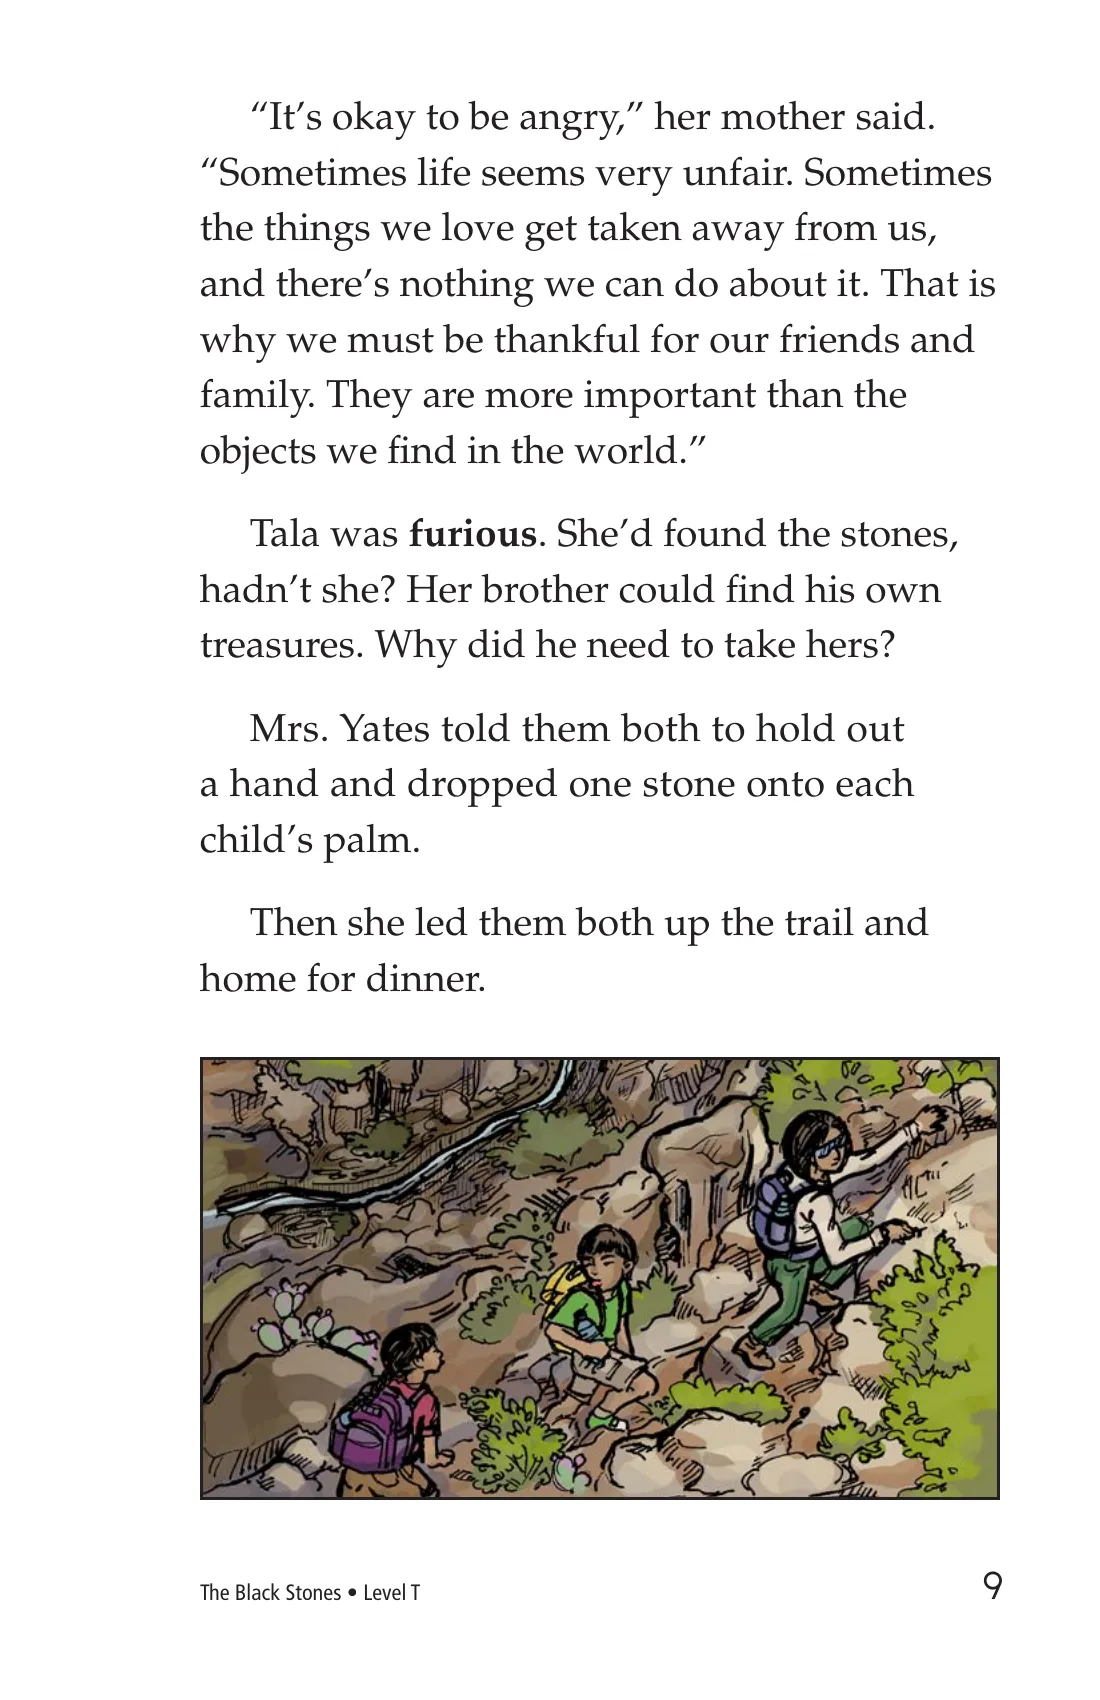 “It’s okay to be angry,” her mother said.
“Sometimes life seems very unfair. Sometimes
the things we love get taken away from us,
and there’s nothing we can do about it. That is
why we must be thankful for our friends and
family. They are more important than the
objects we find in the world.”
Tala was furious. She’d found the stones,
hadn’t she? Her brother could find his own
treasures. Why did he need to take hers?
Mrs. Yates told them both to hold out
a hand and dropped one stone onto each
child’s palm.
Then she led them both up the trail and
home for dinner.
The Black Stones • Level T
9